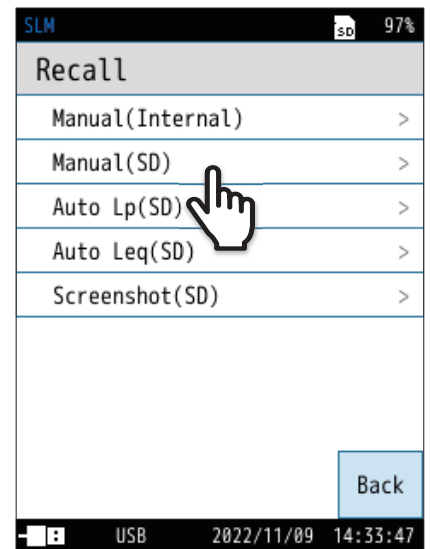 SLM SD 97%
Recall
Manual(Internal) >
Manual(SD) >
Auto Lp(SD) >
Auto Leq(SD) >
Screenshot(SD) >
Back
USB 2022/11/09 14:33:47